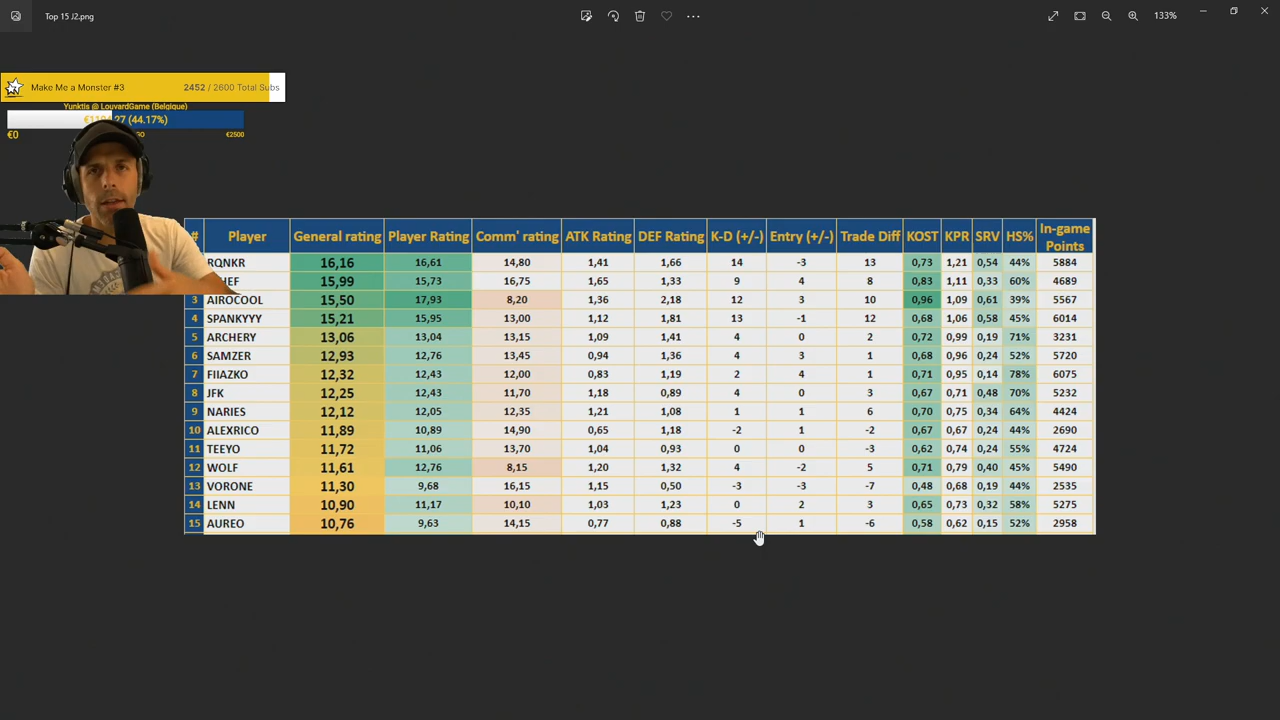 Top 15 J2.png
133%
Make Me a Monster #3 2452 / 2600 Total Subs
Yunktis @ LouvardGame (Belgique)
27 (44.17%)
€0 €2500
# Player General rating Player Rating Comm' rating ATK Rating DEF Rating K-D (+/-) Entry (+/-) Trade Diff KOST KPR SRV HS% In-game Points
RQNKR 16,16 16,61 14,80 1,41 1,66 14 -3 13 0,73 1,21 0,54 44% 5884
HEF 15,99 15,73 16,75 1,65 1,33 9 4 8 0,83 1,11 0,33 60% 4689
3 AIROCOOL 15,50 17,93 8,20 1,36 2,18 12 3 10 0,96 1,09 0,61 39% 5567
4 SPANKYYY 15,21 15,95 13,00 1,12 1,81 13 -1 12 0,68 1,06 0,58 45% 6014
5 ARCHERY 13,06 13,04 13,15 1,09 1,41 4 0 2 0,72 0,99 0,19 71% 3231
6 SAMZER 12,93 12,76 13,45 0,94 1,36 4 3 1 0,68 0,96 0,24 52% 5720
7 FIIAZKO 12,32 12,43 12,00 0,83 1,19 2 4 1 0,71 0,95 0,14 78% 6075
8 JFK 12,25 12,43 11,70 1,18 0,89 4 0 3 0,67 0,71 0,48 70% 5232
9 NARIES 12,12 12,05 12,35 1,21 1,08 1 1 6 0,70 0,75 0,34 64% 4424
10 ALEXRICO 11,89 10,89 14,90 0,65 1,18 -2 1 -2 0,67 0,67 0,24 44% 2690
11 TEEYO 11,72 11,06 13,70 1,04 0,93 0 0 -3 0,62 0,74 0,24 55% 4724
12 WOLF 11,61 12,76 8,15 1,20 1,32 4 -2 5 0,71 0,79 0,40 45% 5490
13 VORONE 11,30 9,68 16,15 1,15 0,50 -3 -3 -7 0,48 0,68 0,19 44% 2535
14 LENN 10,90 11,17 10,10 1,03 1,23 0 2 3 0,65 0,73 0,32 58% 5275
15 AUREO 10,76 9,63 14,15 0,77 0,88 -5 1 -6 0,58 0,62 0,15 52% 2958